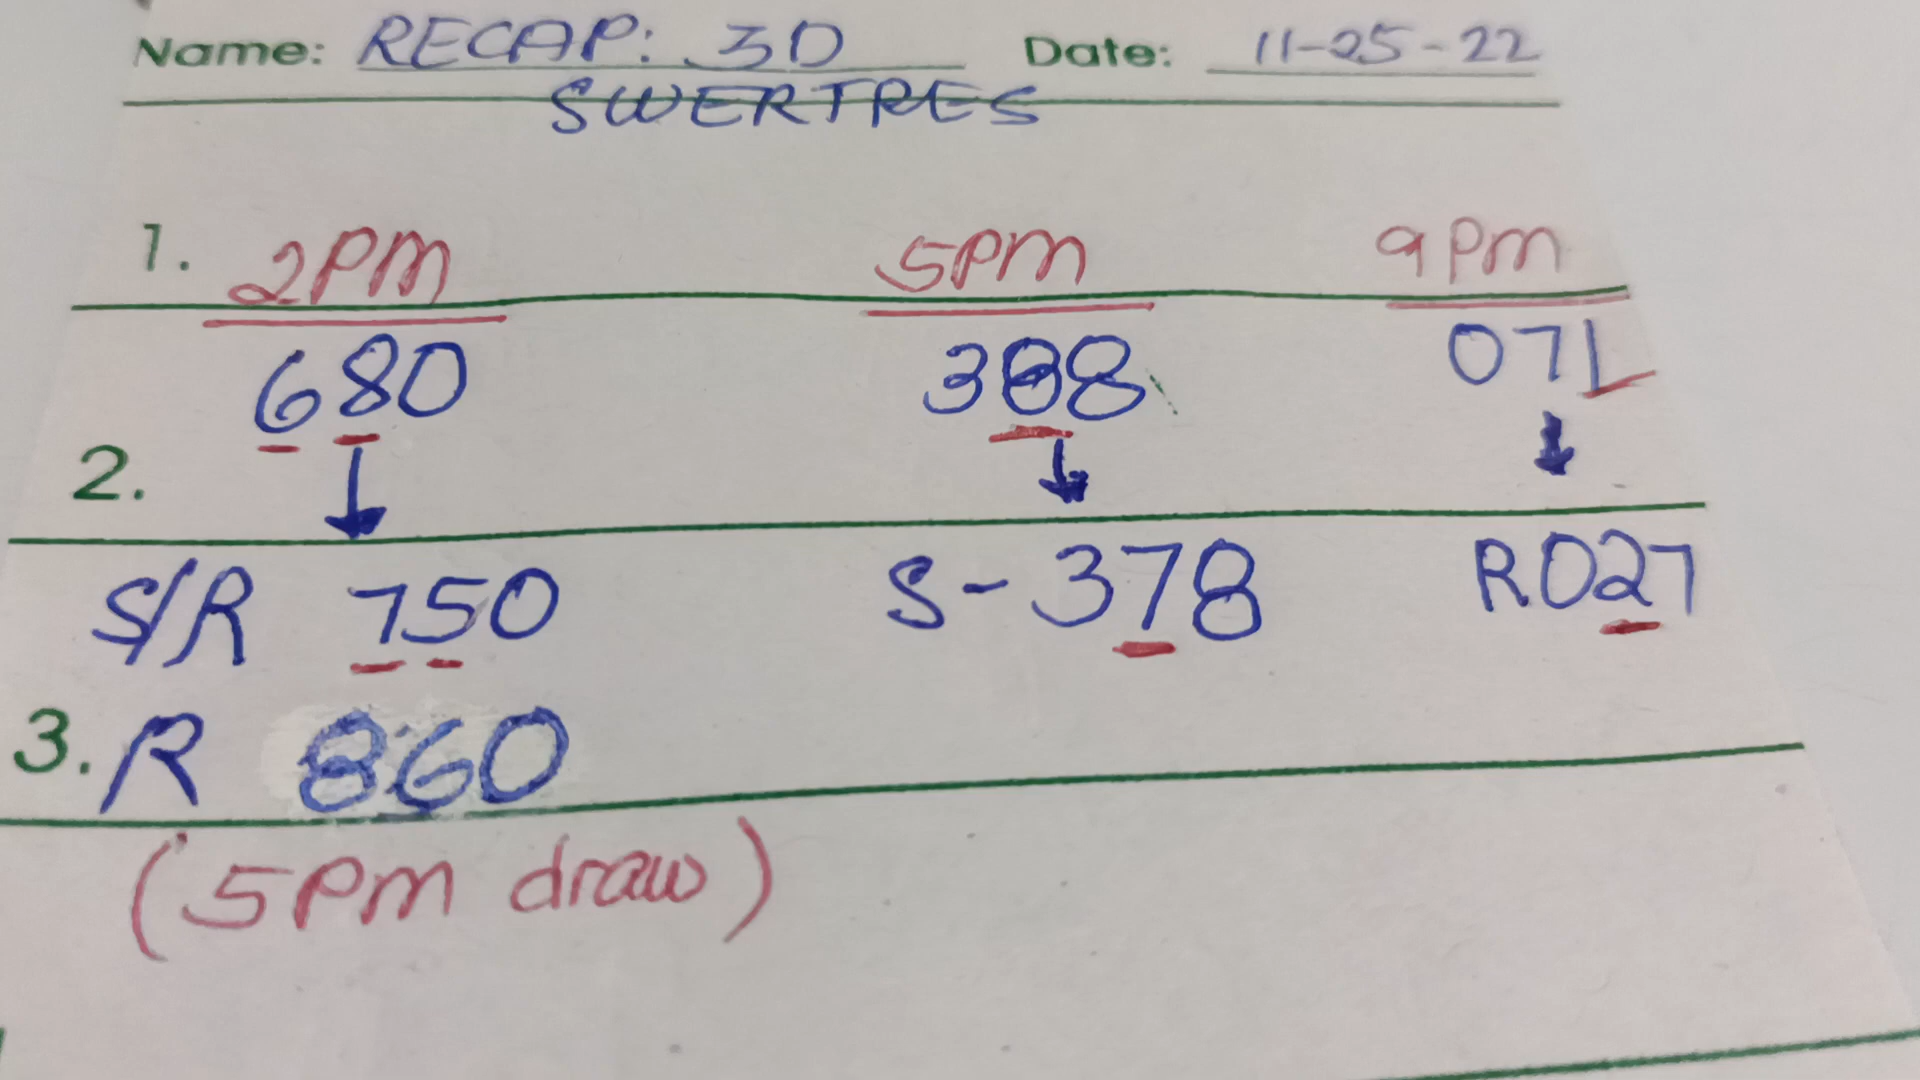 Name: RECAP: 3D Date: 11-25-22
SWERTRES
1. 2PM 5PM 9PM
680 388 071
2.
S/R 750 S-378 R027
3. R 860
(5PM draw)